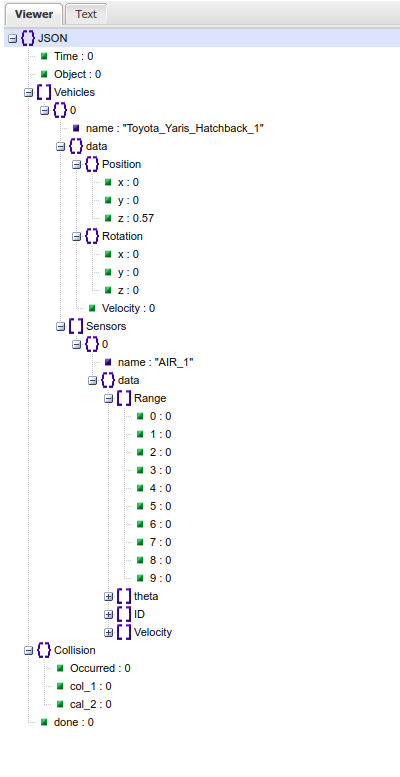 Viewer Text
JSON
Time : 0
Object : 0
Vehicles
0
name : "Toyota_Yaris_Hatchback_1"
data
Position
x : 0
y : 0
z : 0.57
Rotation
x : 0
y : 0
z : 0
Velocity : 0
Sensors
0
name : "AIR_1"
data
Range
0 : 0
1 : 0
2 : 0
3 : 0
4 : 0
5 : 0
6 : 0
7 : 0
8 : 0
9 : 0
theta
ID
Velocity
Collision
Occurred : 0
col_1 : 0
cal_2 : 0
done : 0